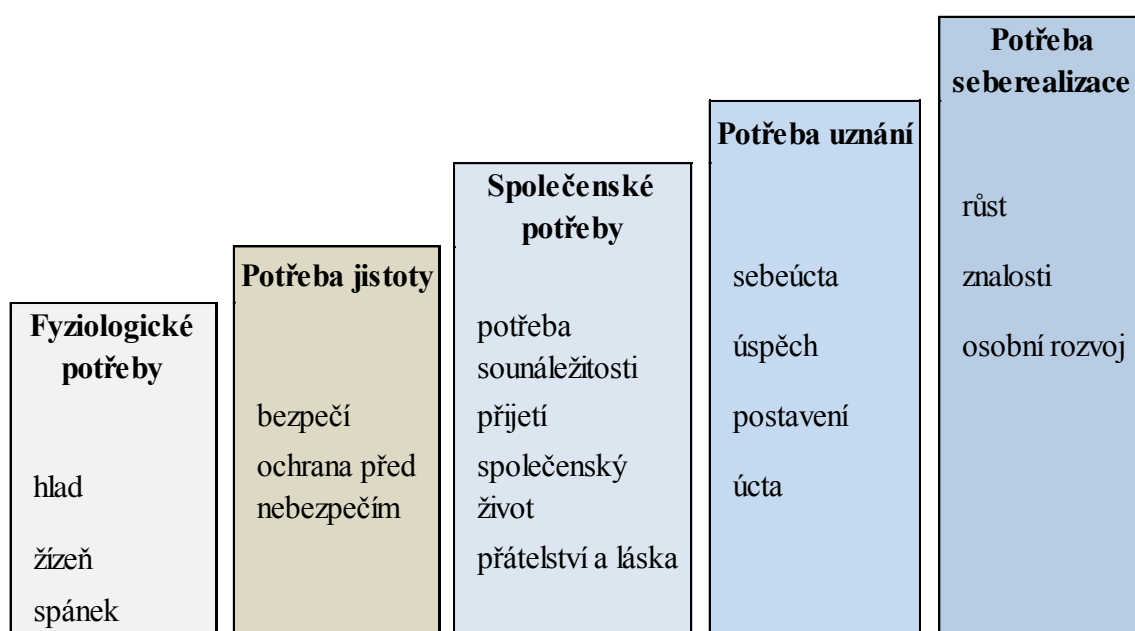 Fyziologické
potřeby
hlad
žízeň
spánek
Potřeba jistoty
bezpečí
ochrana před
nebezpečím
Společenské
potřeby
potřeba
sounáležitosti
přijetí
společenský
život
přátelství a láska
Potřeba uznání
sebeúcta
úspěch
postavení
úcta
Potřeba
seberealizace
růst
znalosti
osobní rozvoj